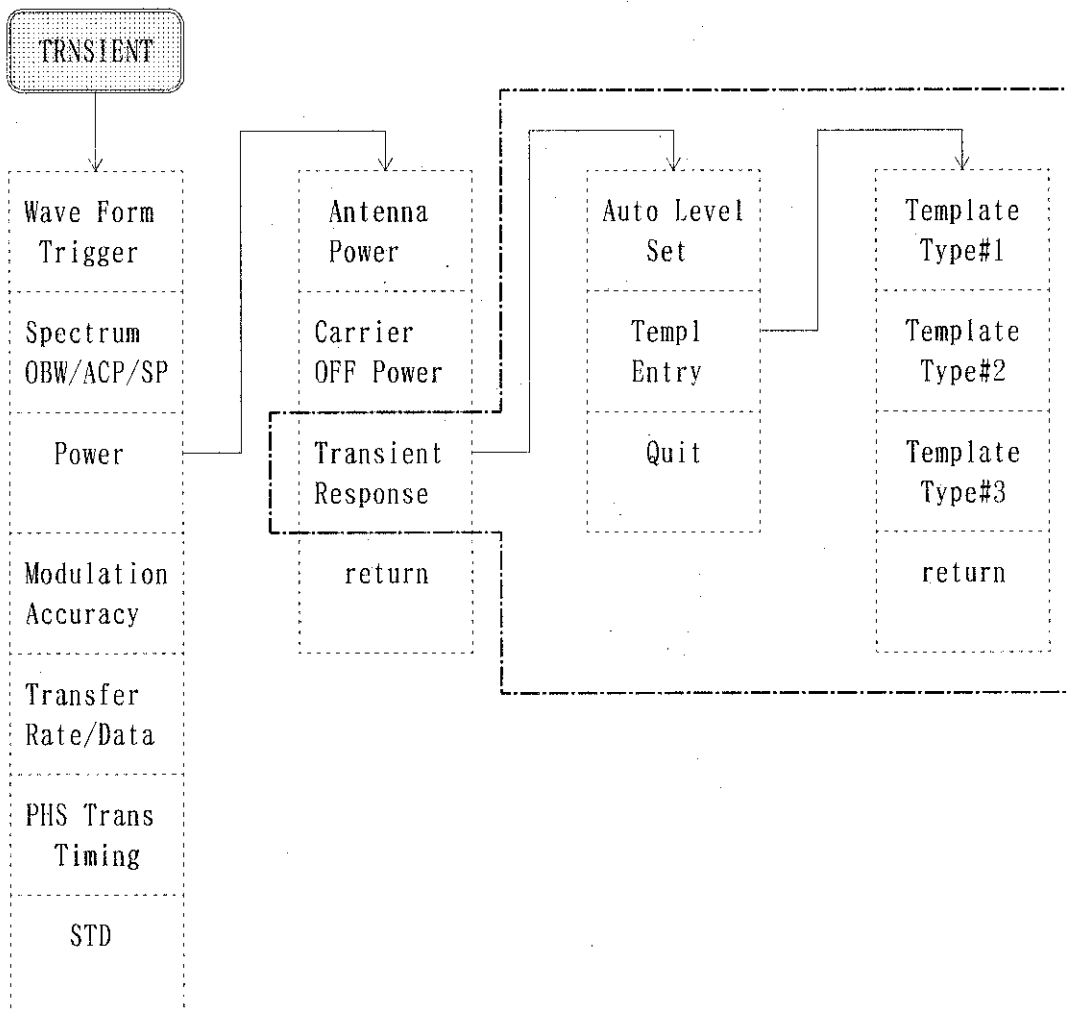 TRNSIENT
Wave Form
Trigger
Spectrum
OBW/ACP/SP
Power
Modulation
Accuracy
Transfer
Rate/Data
PHS Trans
Timing
STD
Antenna
Power
Carrier
OFF Power
Transient
Response
return
Auto Level
Set
Templ
Entry
Quit
Template
Type#1
Template
Type#2
Template
Type#3
return